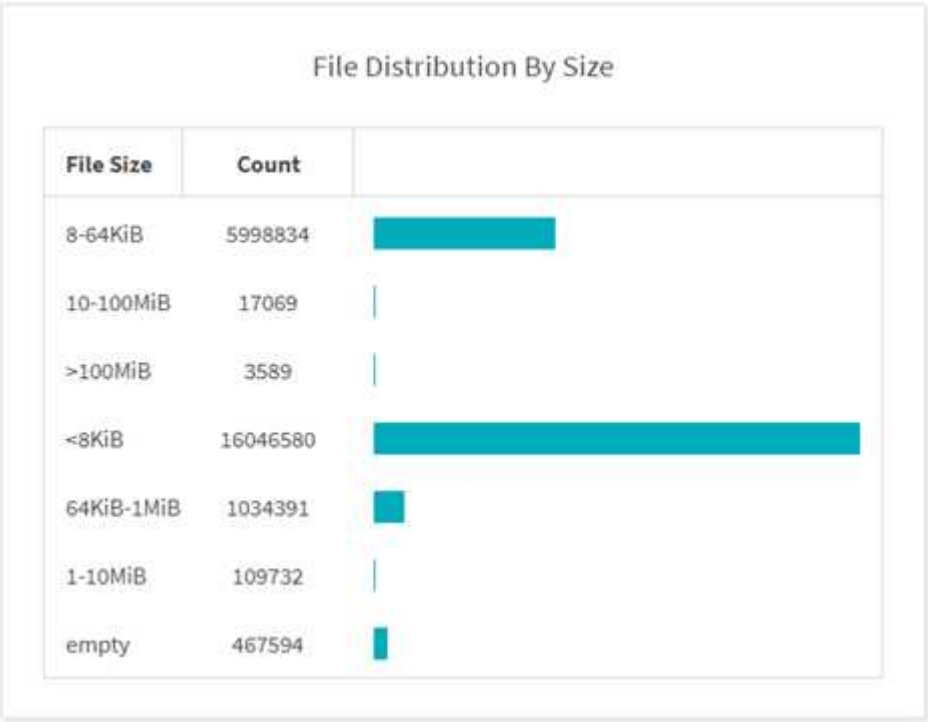 File Distribution By Size
File Size Count
8-64KiB 5998834
10-100MiB 17069
>100MiB 3589
<8KiB 16046580
64KiB-1MiB 1034391
1-10MiB 109732
empty 467594